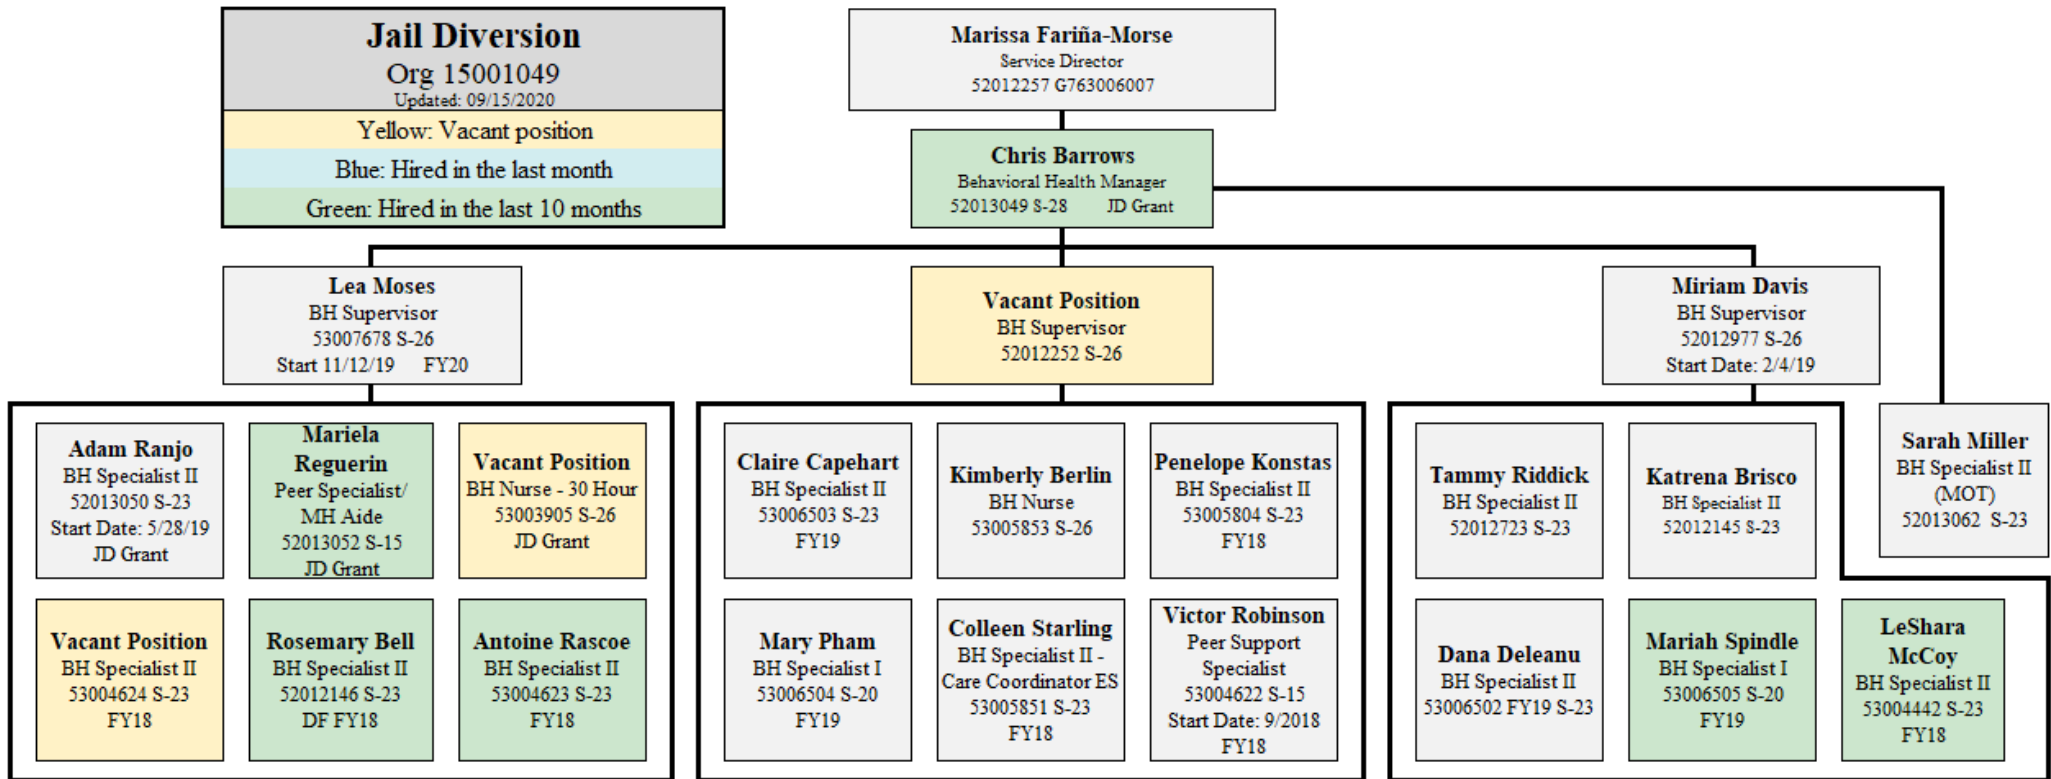 Jail Diversion
Org 15001049
Updated: 09/15/2020
Yellow: Vacant position
Blue: Hired in the last month
Green: Hired in the last 10 months
Marissa Fariña-Morse
Service Director
52012257 G763006007
Chris Barrows
Behavioral Health Manager
52013049 S-28 JD Grant
Lea Moses
BH Supervisor
53007678 S-26
Start 11/12/19 FY20
Vacant Position
BH Supervisor
52012252 S-26
Miriam Davis
BH Supervisor
52012977 S-26
Start Date: 2/4/19
Adam Ranjo
BH Specialist II
52013050 S-23
Start Date: 5/28/19
JD Grant
Mariela
Reguerin
Peer Specialist/
MH Aide
52013052 S-15
JD Grant
Vacant Position
BH Nurse - 30 Hour
53003905 S-26
JD Grant
Vacant Position
BH Specialist II
53004624 S-23
FY18
Rosemary Bell
BH Specialist II
52012146 S-23
DF FY18
Antoine Rascoe
BH Specialist II
53004623 S-23
FY18
Claire Capehart
BH Specialist II
53006503 S-23
FY19
Kimberly Berlin
BH Nurse
53005853 S-26
Penelope Konstas
BH Specialist II
53005804 S-23
FY18
Mary Pham
BH Specialist I
53006504 S-20
FY19
Colleen Starling
BH Specialist II -
Care Coordinator ES
53005851 S-23
FY18
Victor Robinson
Peer Support
Specialist
53004622 S-15
Start Date: 9/2018
FY18
Tammy Riddick
BH Specialist II
52012723 S-23
Katrena Brisco
BH Specialist II
52012145 S-23
Sarah Miller
BH Specialist II
(MOT)
52013062 S-23
Dana Deleanu
BH Specialist II
53006502 FY19 S-23
Mariah Spindle
BH Specialist I
53006505 S-20
FY19
LeShara
McCoy
BH Specialist II
53004442 S-23
FY18